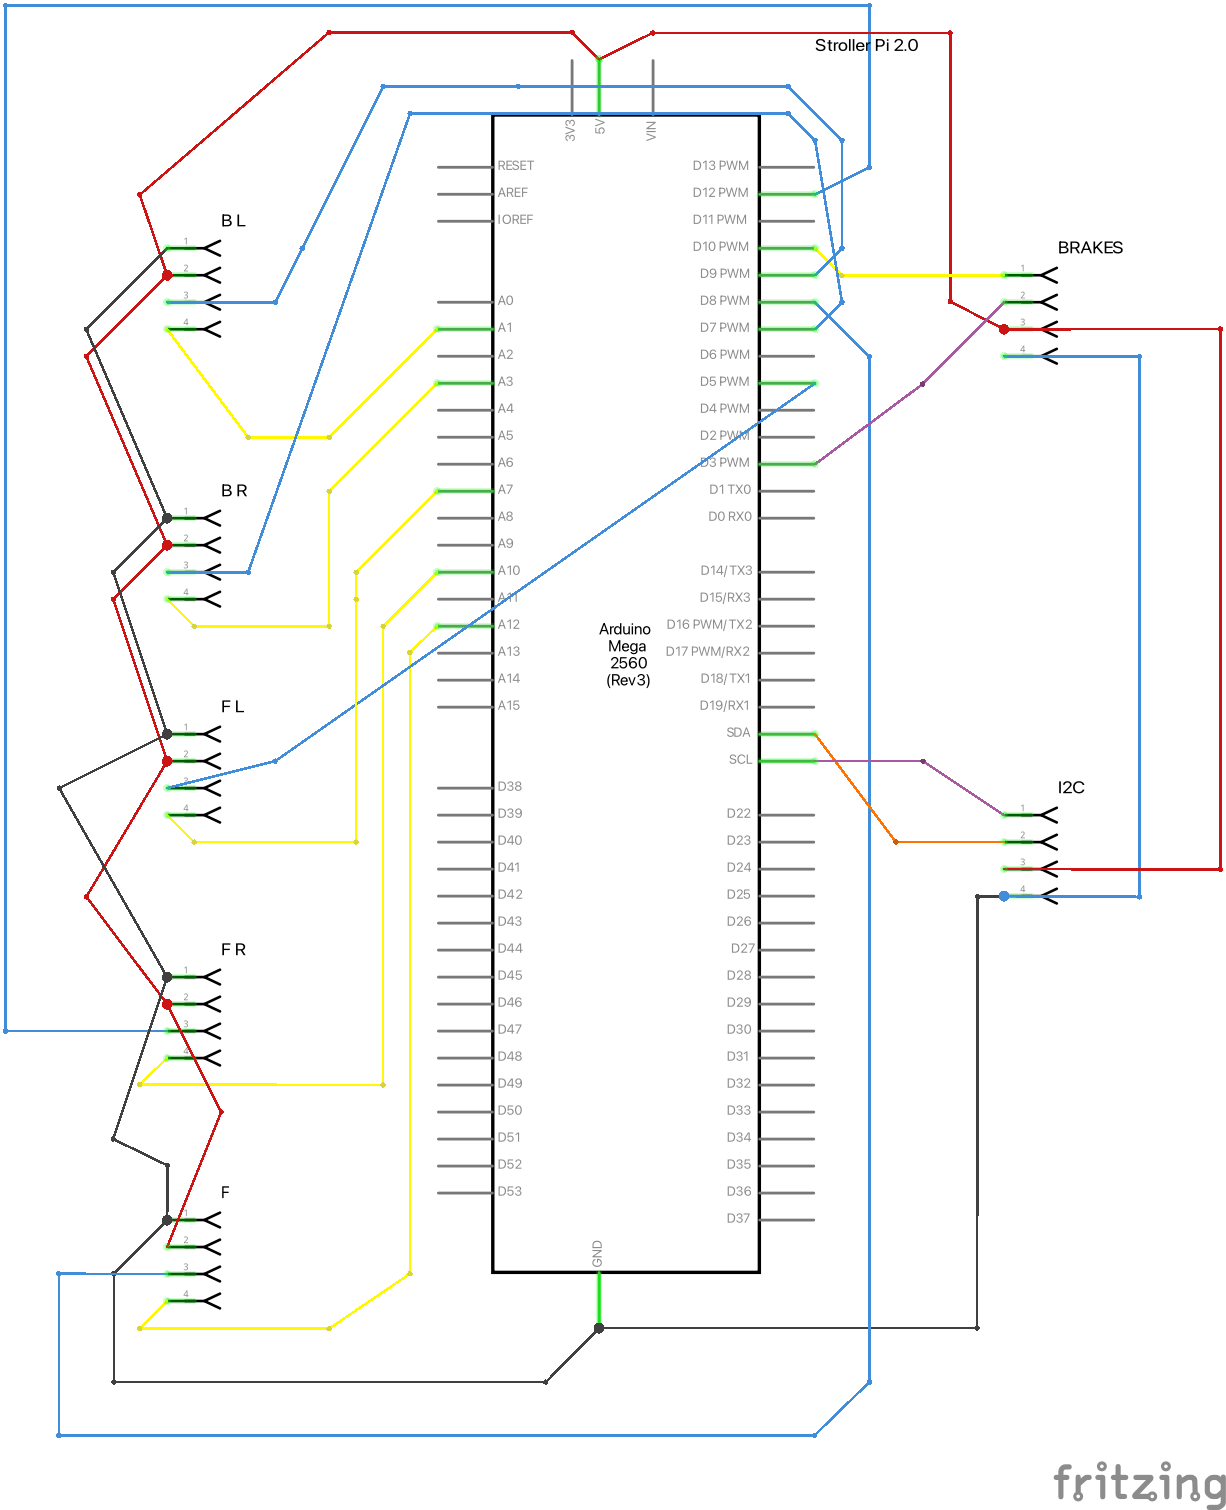 Stroller Pi 2.0
3V3
5V
VIN
RESET
AREF
IOREF
A0
A1
A2
A3
A4
A5
A6
A7
A8
A9
A10
A11
A12
A13
A14
A15
D38
D39
D40
D41
D42
D43
D44
D45
D46
D47
D48
D49
D50
D51
D52
D53
D13 PWM
D12 PWM
D11 PWM
D10 PWM
D9 PWM
D8 PWM
D7 PWM
D6 PWM
D5 PWM
D4 PWM
D2 PWM
D3 PWM
D1 TX0
D0 RX0
D14/TX3
D15/RX3
D16 PWM/TX2
D17 PWM/RX2
D18/TX1
D19/RX1
SDA
SCL
D22
D23
D24
D25
D26
D27
D28
D29
D30
D31
D32
D33
D34
D35
D36
D37
GND
Arduino
Mega
2560
(Rev3)
B L
1
2
3
4
B R
1
2
3
4
F L
1
2
3
4
F R
1
2
3
4
F
1
2
3
4
BRAKES
1
2
3
4
I2C
1
2
3
4
fritzing